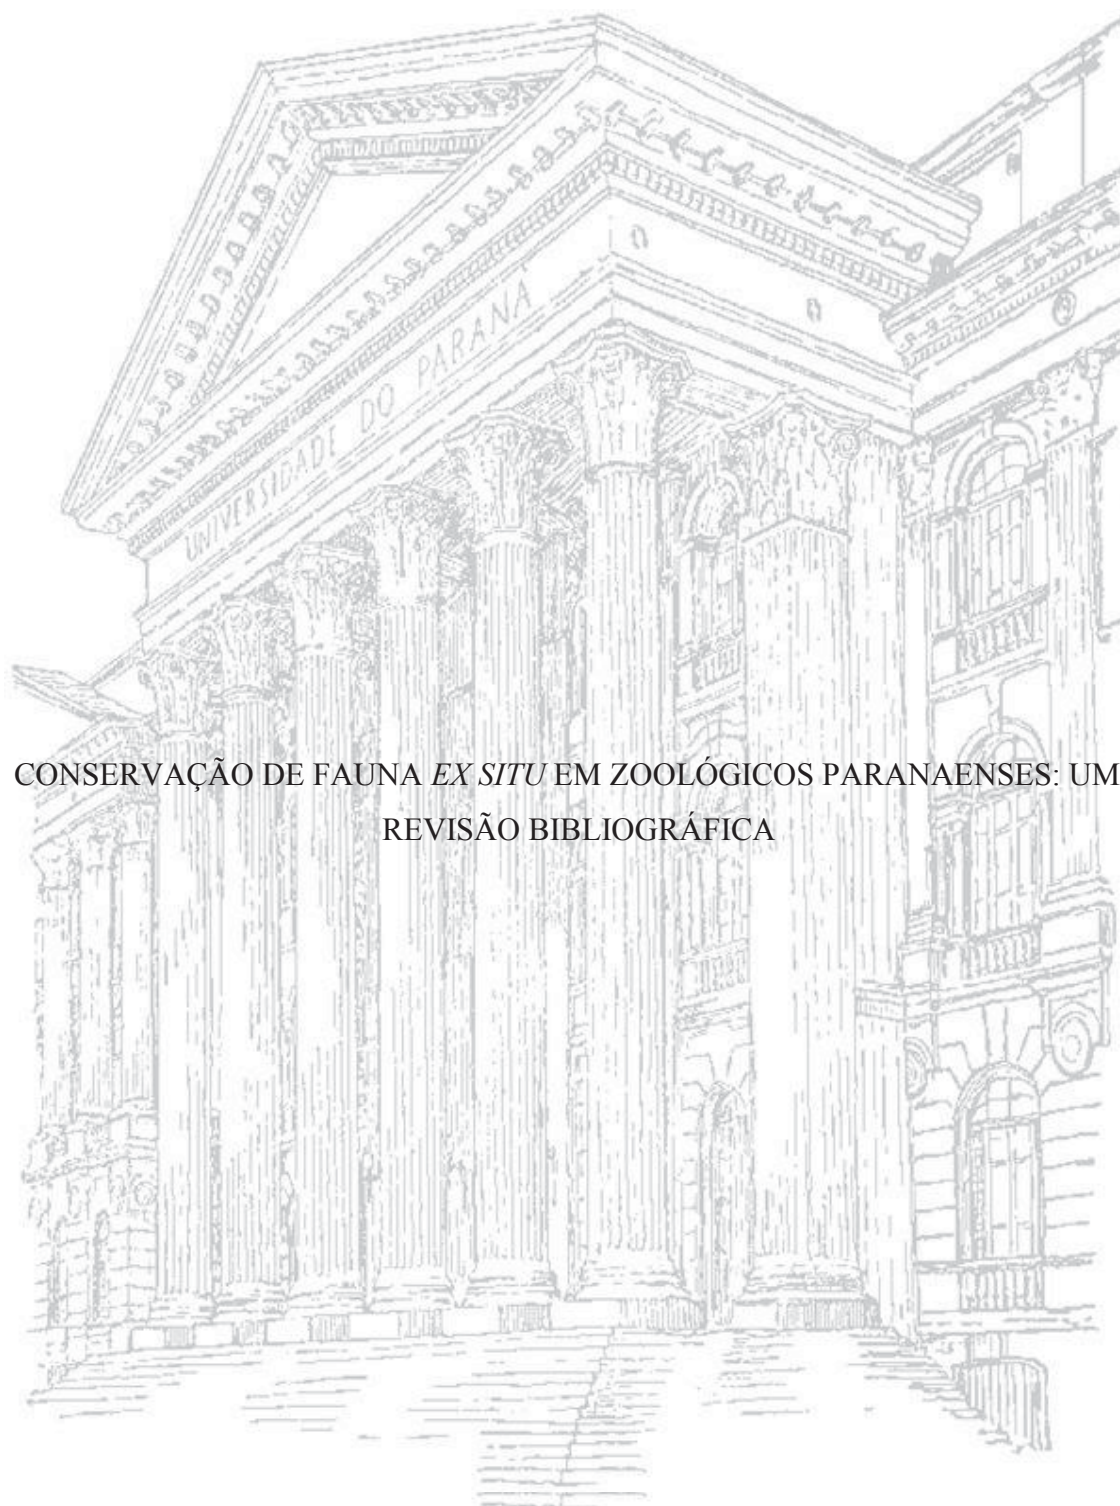 UNIVERSIDADE DO PARANÁ
CONSERVAÇÃO DE FAUNA EX SITU EM ZOOLÓGICOS PARANAENSES: UM
REVISÃO BIBLIOGRÁFICA